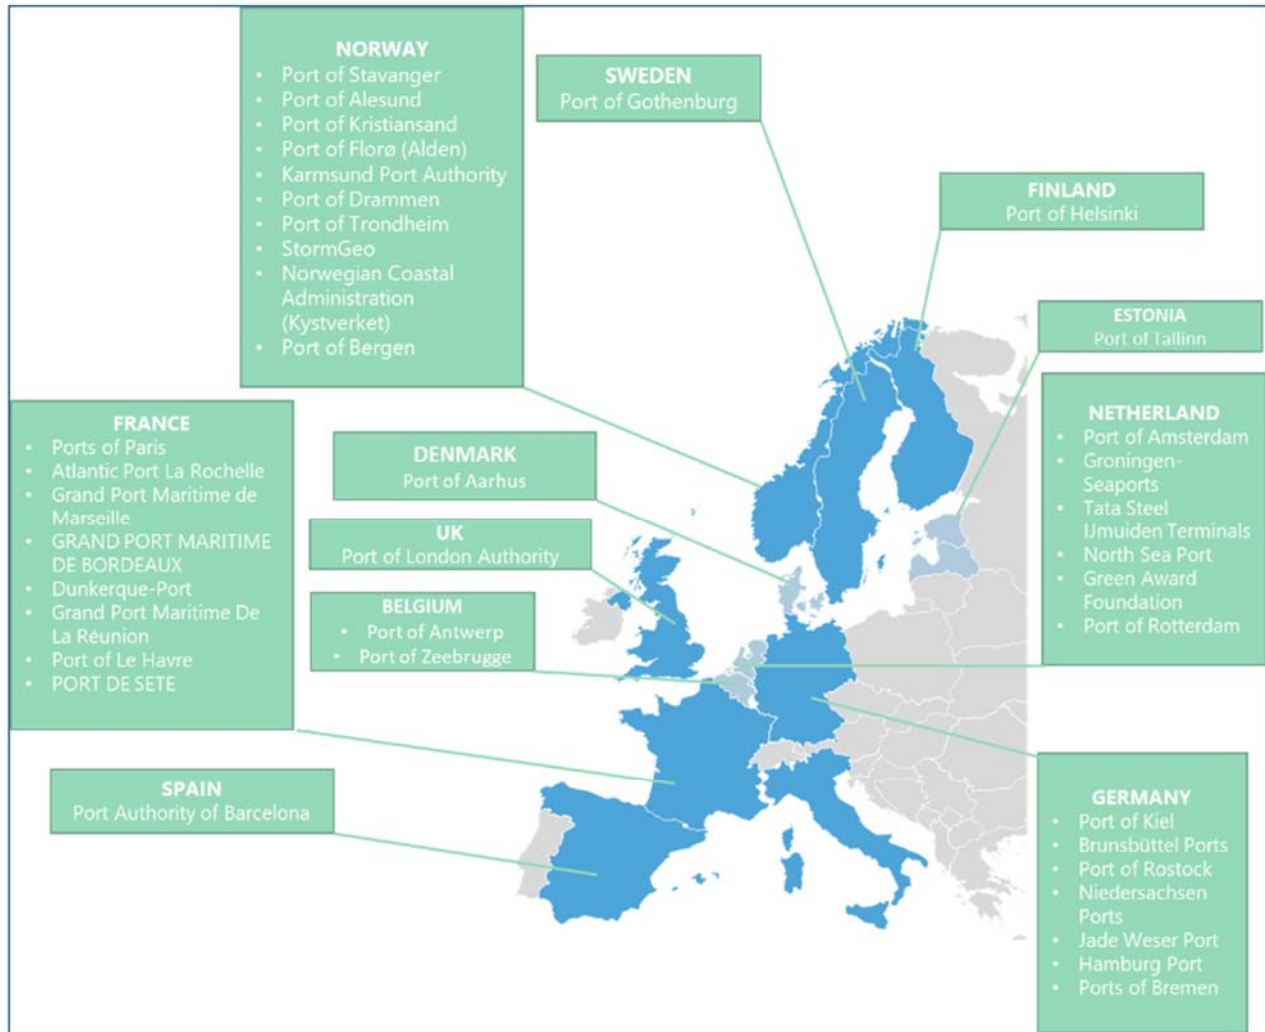 NORWAY
• Port of Stavanger
• Port of Alesund
• Port of Kristiansand
• Port of Florø (Alden)
• Karmsund Port Authority
• Port of Drammen
• Port of Trondheim
• StormGeo
• Norwegian Coastal
Administration
(Kystverket)
• Port of Bergen
SWEDEN
Port of Gothenburg
FINLAND
Port of Helsinki
ESTONIA
Port of Tallinn
FRANCE
• Ports of Paris
• Atlantic Port La Rochelle
• Grand Port Maritime de
Marseille
• GRAND PORT MARITIME
DE BORDEAUX
• Dunkerque-Port
• Grand Port Maritime De
La Réunion
• Port of Le Havre
• PORT DE SETE
DENMARK
Port of Aarhus
UK
Port of London Authority
BELGIUM
• Port of Antwerp
• Port of Zeebrugge
NETHERLAND
• Port of Amsterdam
• Groningen-
Seaports
• Tata Steel
IJmuiden Terminals
• North Sea Port
• Green Award
Foundation
• Port of Rotterdam
SPAIN
Port Authority of Barcelona
GERMANY
• Port of Kiel
• Brunsbüttel Ports
• Port of Rostock
• Niedersachsen
Ports
• Jade Weser Port
• Hamburg Port
• Ports of Bremen